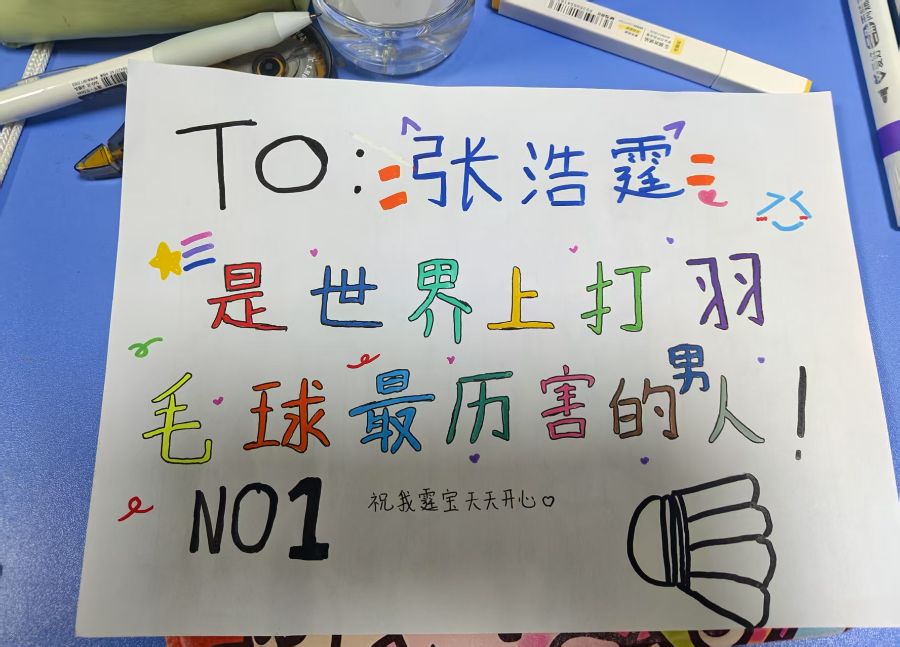 TO:张浩霆
是世界上打羽
毛球最历害的男人!
NO1
祝我霆宝天天开心